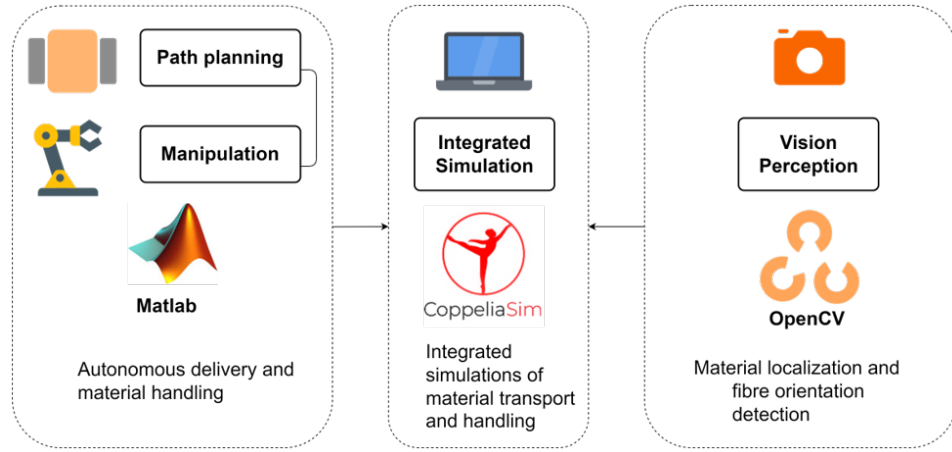 Path planning
Manipulation
Matlab
Autonomous delivery and
material handling
Integrated
Simulation
CoppeliaSim
Integrated
simulations of
material transport
and handling
Vision
Perception
OpenCV
Material localization and
fibre orientation
detection